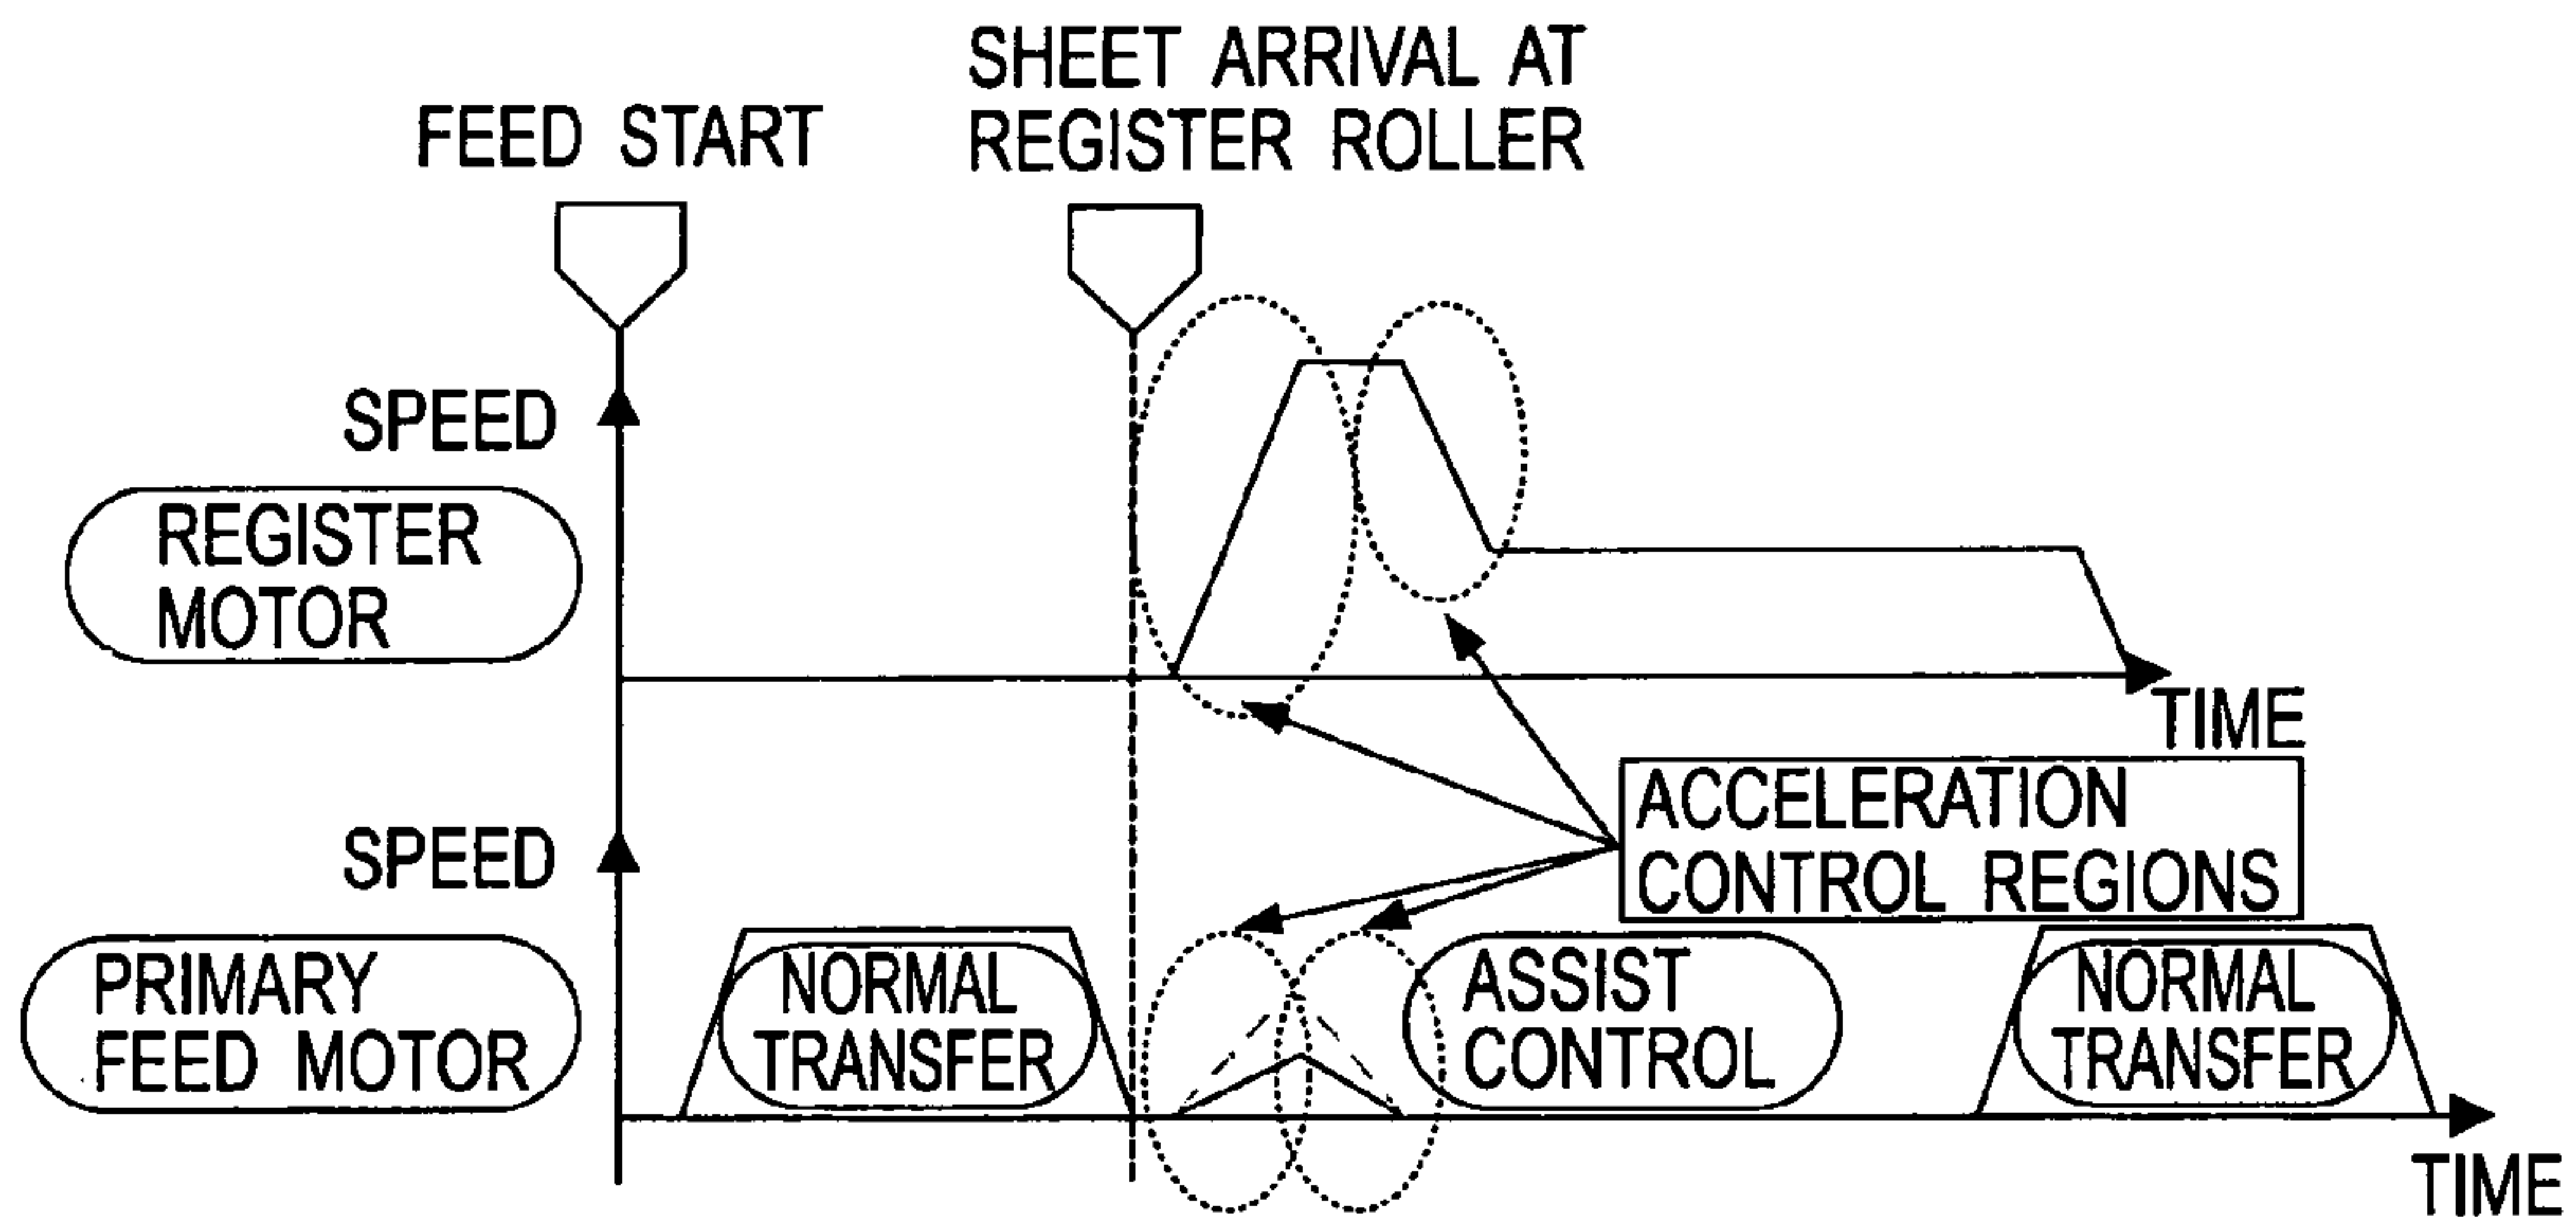 SHEET ARRIVAL AT
REGISTER ROLLER
FEED START
SPEED
REGISTER
MOTOR
TIME
ACCELERATION
CONTROL REGIONS
SPEED
PRIMARY
FEED MOTOR
NORMAL
TRANSFER
ASSIST
CONTROL
NORMAL
TRANSFER
TIME